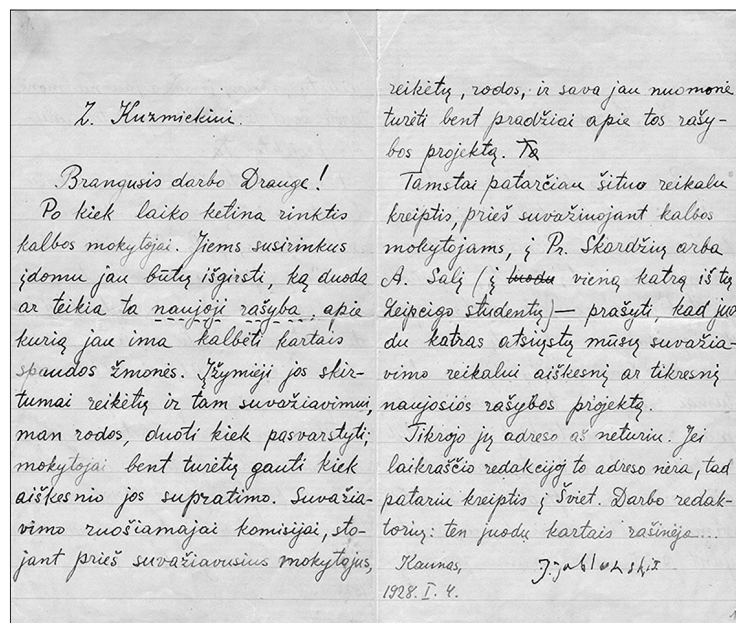 Z. Kuzmickiui.
Brangusis darbo Drauge!
Po kiek laiko ketina rinktis
kalbos mokytojai. Jiems susirinkus
įdomu jau būtų išgirsti, ką duoda
ar teikia ta naujoji rašyba, apie
kurią jau ima kalbėti kartais
spaudos žmonės. Įžymieji jos skir-
tumai reikėtų ir tam suvažiavimui,
man rodos, duoti kiek pasvarstyti;
mokytojai bent turėtų gauti kiek
aiškesnio jos supratimo. Suvažia-
vimo ruošiamajai komisijai, sto-
jant prieš suvažiavusius mokytojus,
reikėtų, rodos, ir sava jau nuomonė
turėti bent pradžiai apie tos rašy-
bos projektą. Ta
Tamstai patarčiau šituo reikalu
kreiptis, prieš suvažiuojant kalbos
mokytojams, į Pr. Skardžių arba
A. Salį (į tuodu vieną katrą iš tų
Leipcigo studentų) — prašyti, kad juo
du katras atsiųstų mūsų suvažia-
vimo reikalui aiškesnį ar tikresnį
naujosios rašybos projektą.
Tikrojo jų adreso aš neturiu. Jei
laikraščio redakcijoj to adreso nėra, tad
patariu kreiptis į Šviet. Darbo redak-
torių: ten juodu kartais rašinėja...
Kaunas, J. Jablonskis
1928. I. 4.